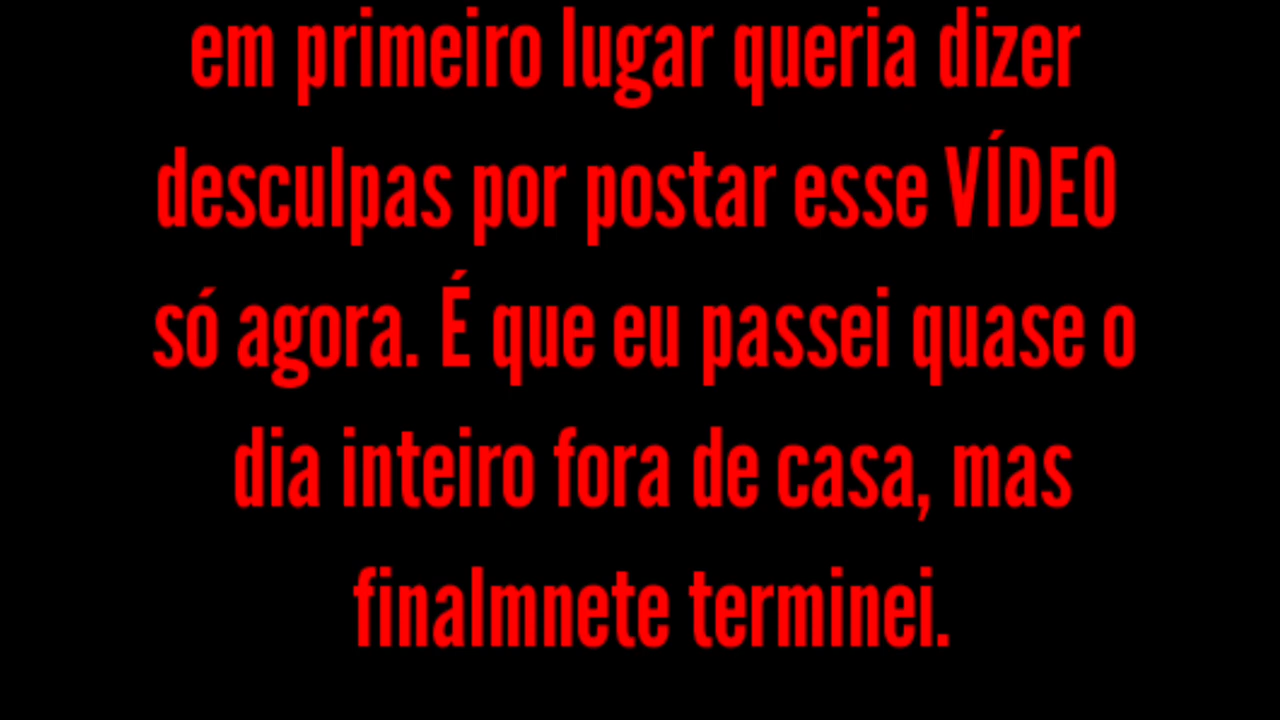 em primeiro lugar queria dizer
desculpas por postar esse VÍDEO
só agora. É que eu passei quase o
dia inteiro fora de casa, mas
finalmnete terminei.